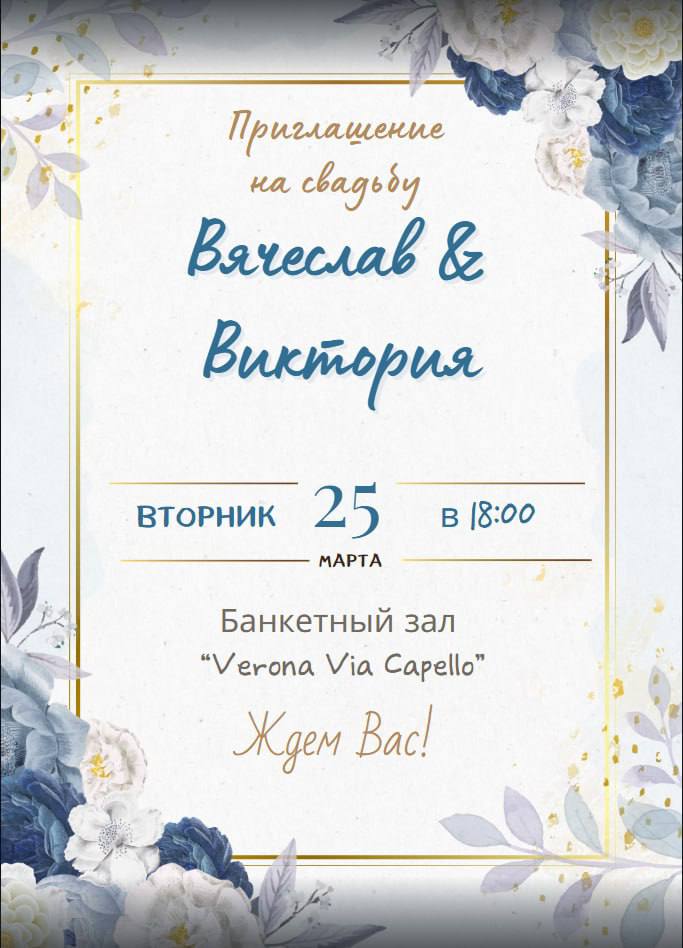 Приглашение
на свадьбу
Вячеслав &
Виктория
ВТОРНИК 25 В 18:00
МАРТА
Банкетный зал
“Verona Via Capello”
Ждем Вас!